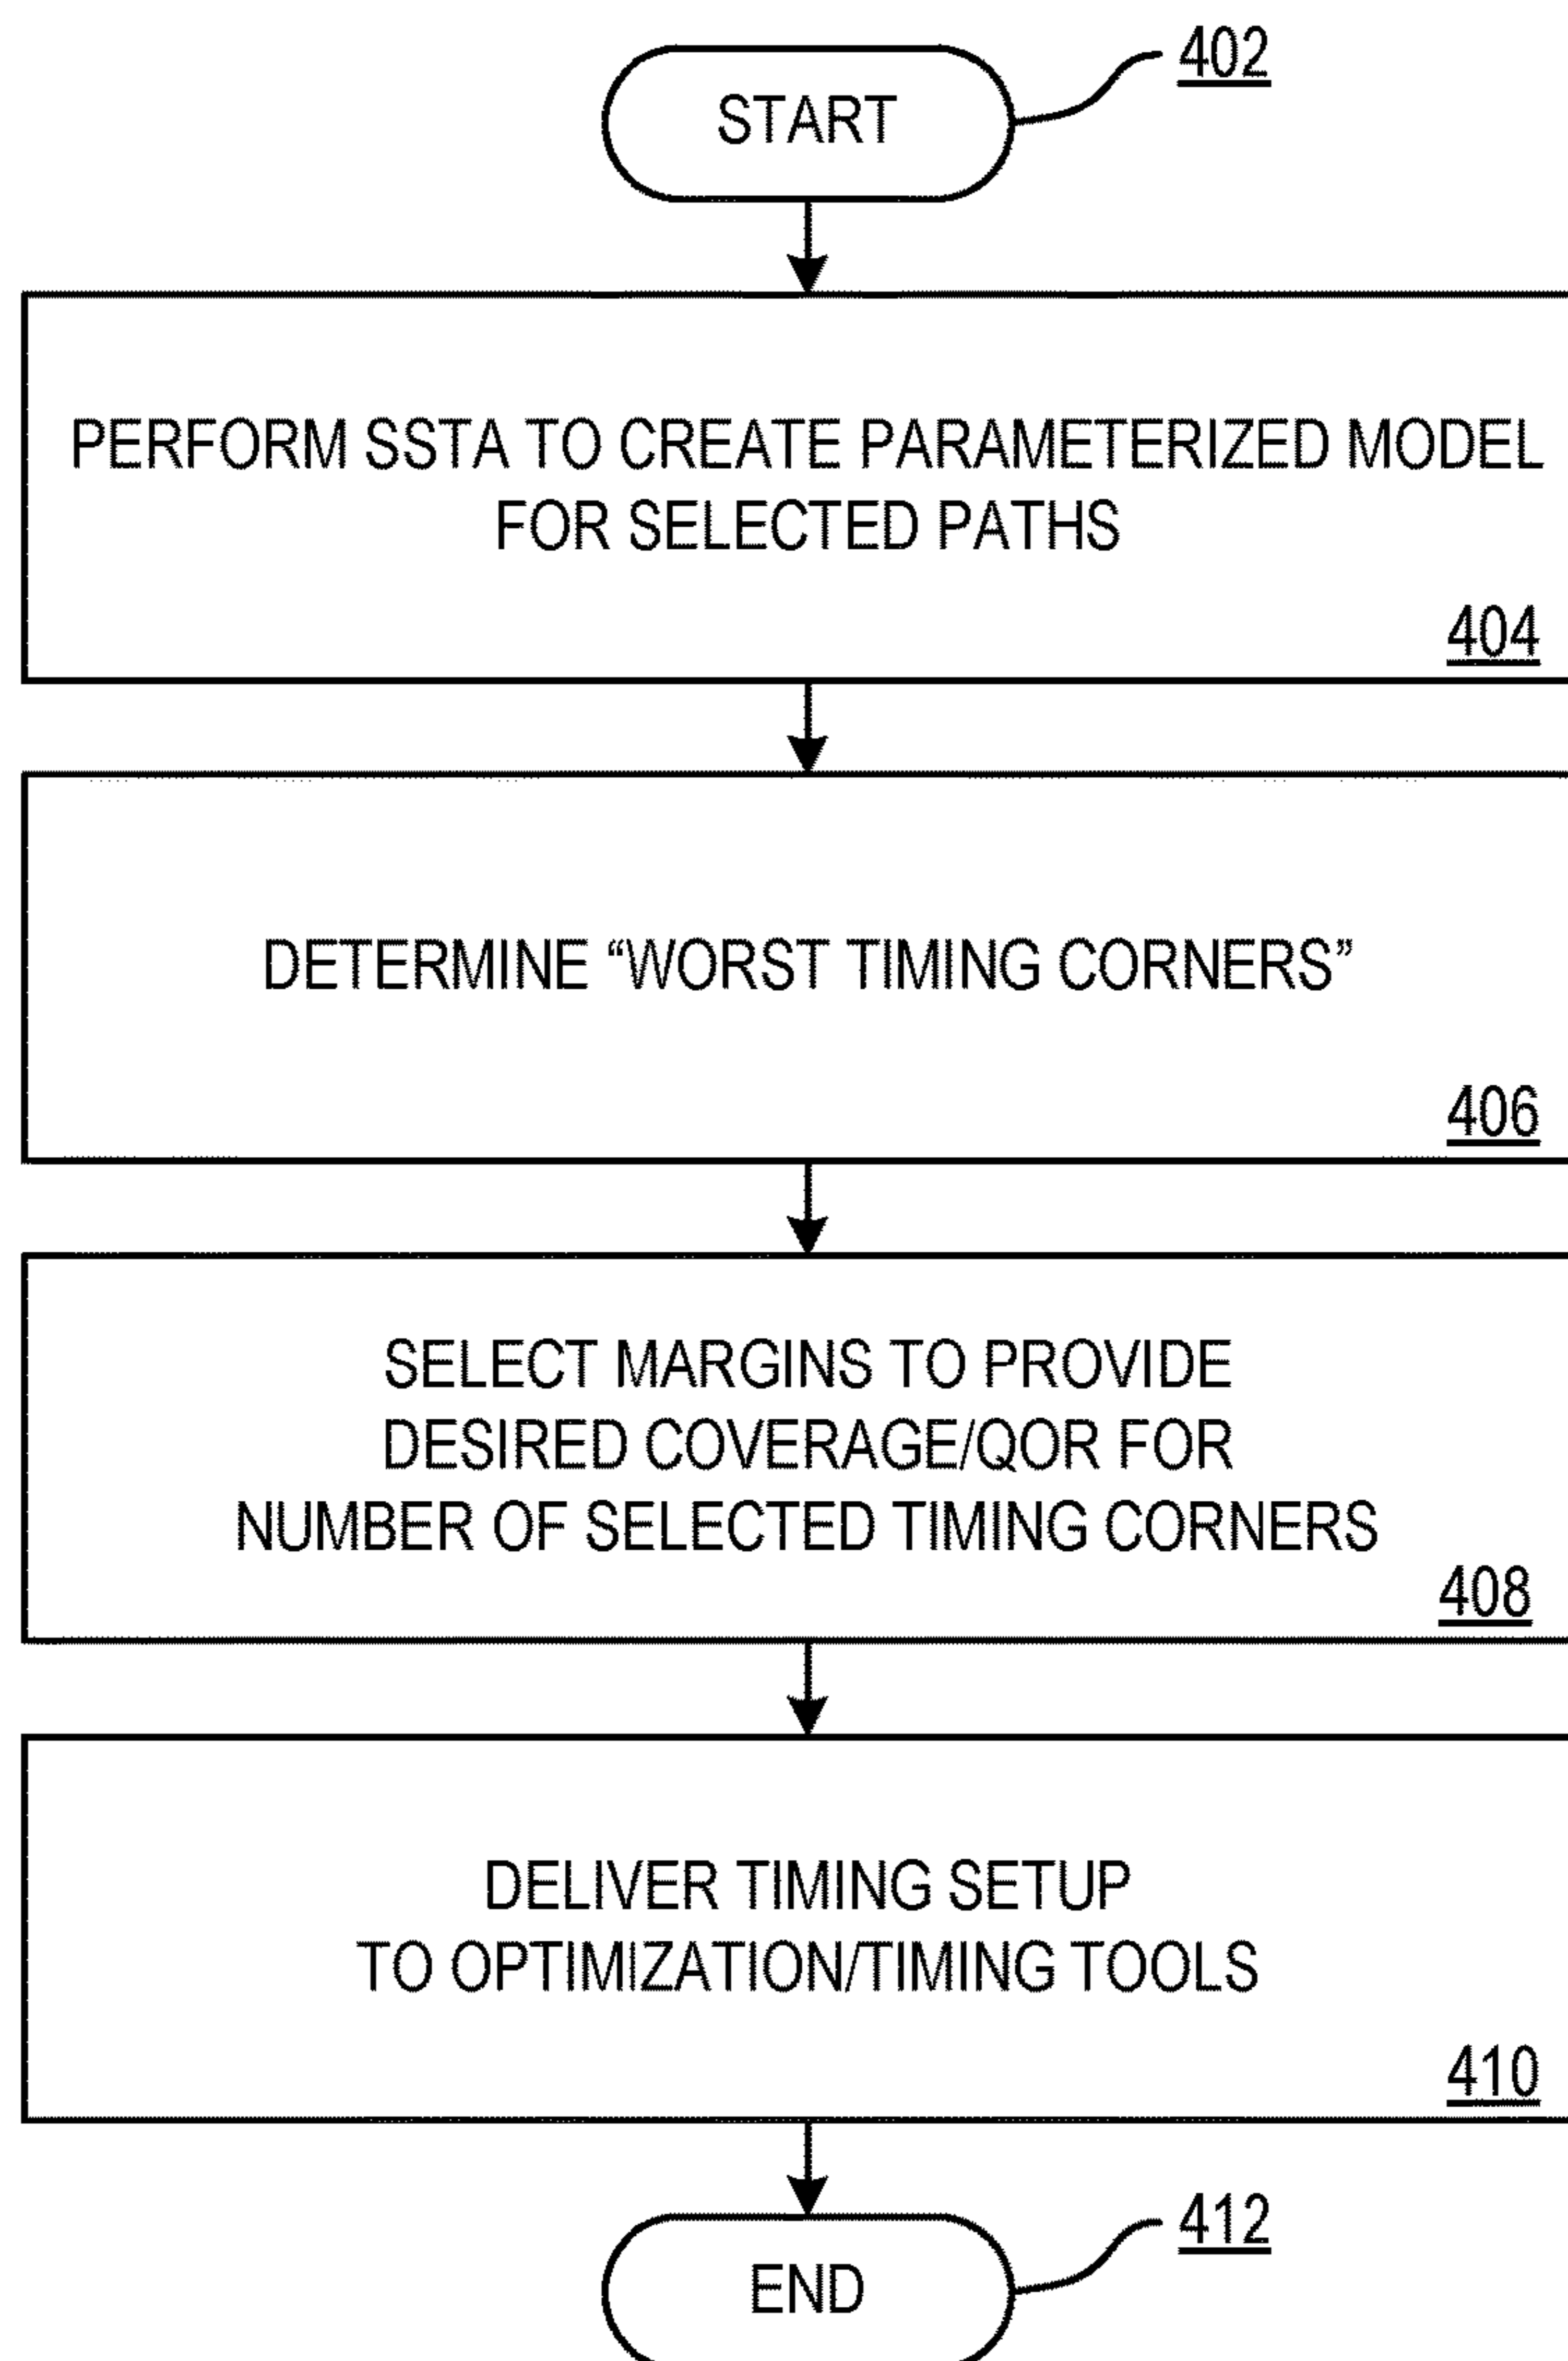 402
START
PERFORM SSTA TO CREATE PARAMETERIZED MODEL
FOR SELECTED PATHS
404
DETERMINE “WORST TIMING CORNERS”
406
SELECT MARGINS TO PROVIDE
DESIRED COVERAGE/QOR FOR
NUMBER OF SELECTED TIMING CORNERS
408
DELIVER TIMING SETUP
TO OPTIMIZATION/TIMING TOOLS
410
412
END